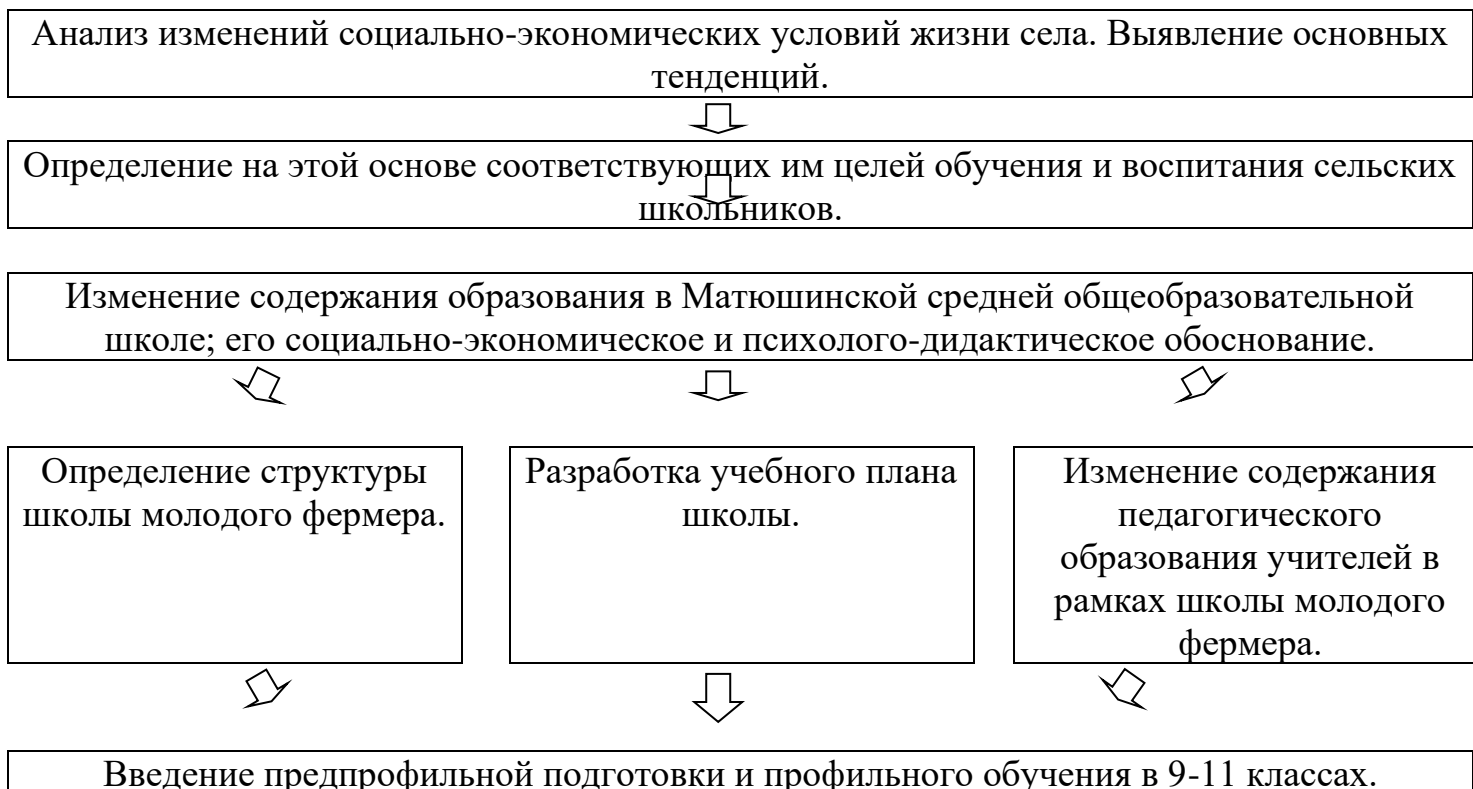 Анализ изменений социально-экономических условий жизни села. Выявление основных
тенденций.
Определение на этой основе соответствующих им целей обучения и воспитания сельских
школьников.
Изменение содержания образования в Матюшинской средней общеобразовательной
школе; его социально-экономическое и психолого-дидактическое обоснование.
Определение структуры
школы молодого фермера.
Разработка учебного плана
школы.
Изменение содержания
педагогического
образования учителей в
рамках школы молодого
фермера.
Введение предпрофильной подготовки и профильного обучения в 9-11 классах.